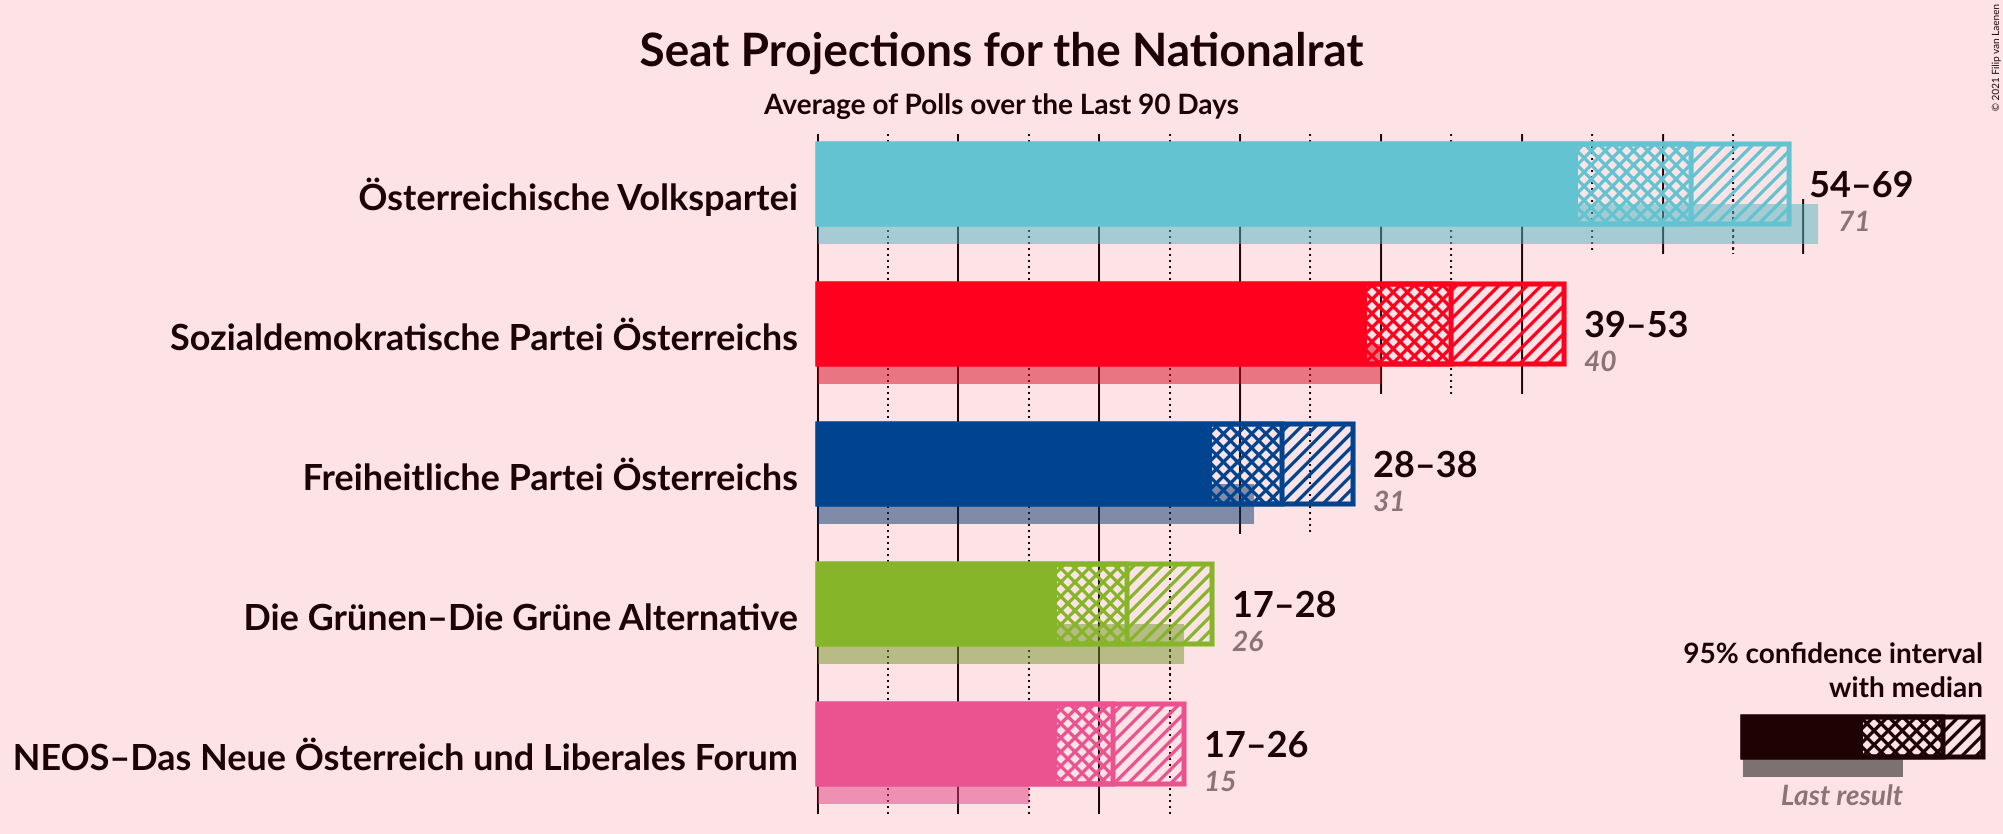 Seat Projections for the Nationalrat
Average of Polls over the Last 90 Days
© 2021 Filip van Laenen
Österreichische Volkspartei
54–69
71
Sozialdemokratische Partei Österreichs
39–53
40
Freiheitliche Partei Österreichs
28–38
31
Die Grünen–Die Grüne Alternative
17–28
26
NEOS–Das Neue Österreich und Liberales Forum
17–26
15
95% confidence interval
with median
Last result